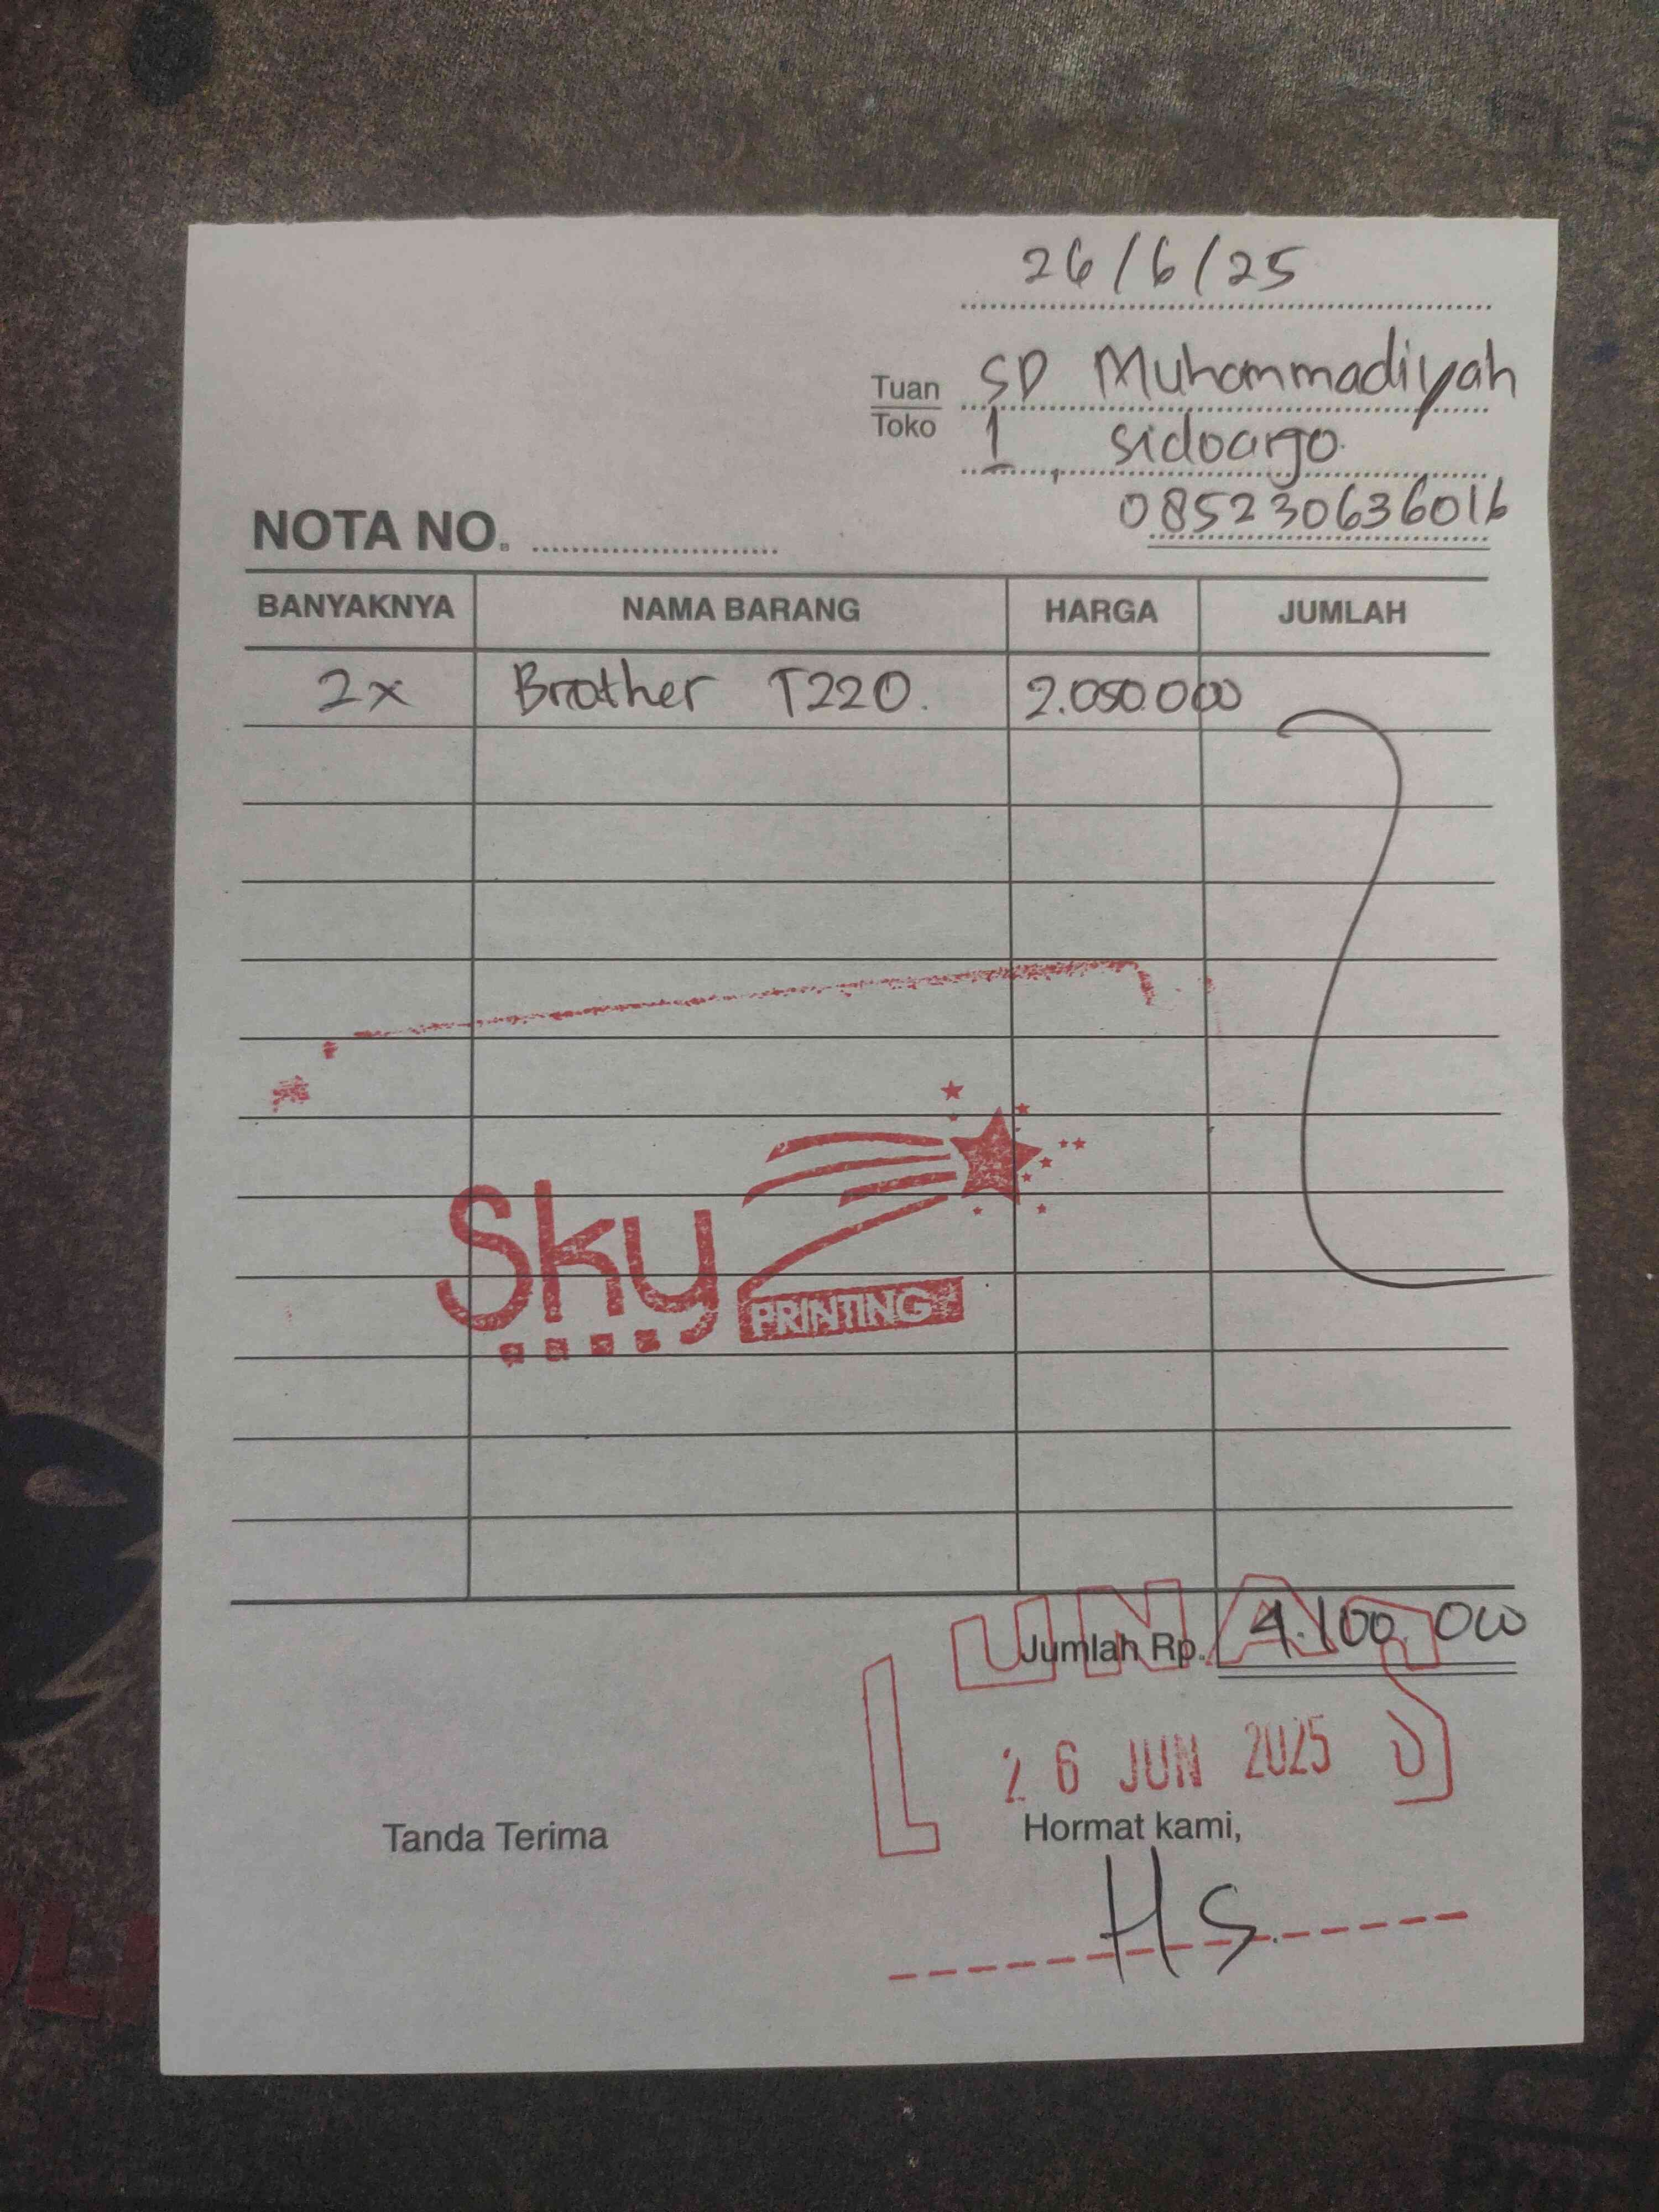 26/6/25
Tuan SD Muhammadiyah
Toko 1, Sidoarjo.
085230636016
NOTA NO.
BANYAKNYA NAMA BARANG HARGA JUMLAH
2x Brother T220. 2.050.000
Sky
PRINTING
Jumlah Rp. 4.100.000
LUNAS
26 JUN 2025
Tanda Terima Hormat kami,
HS.